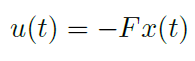 u(t) = −Fx(t)